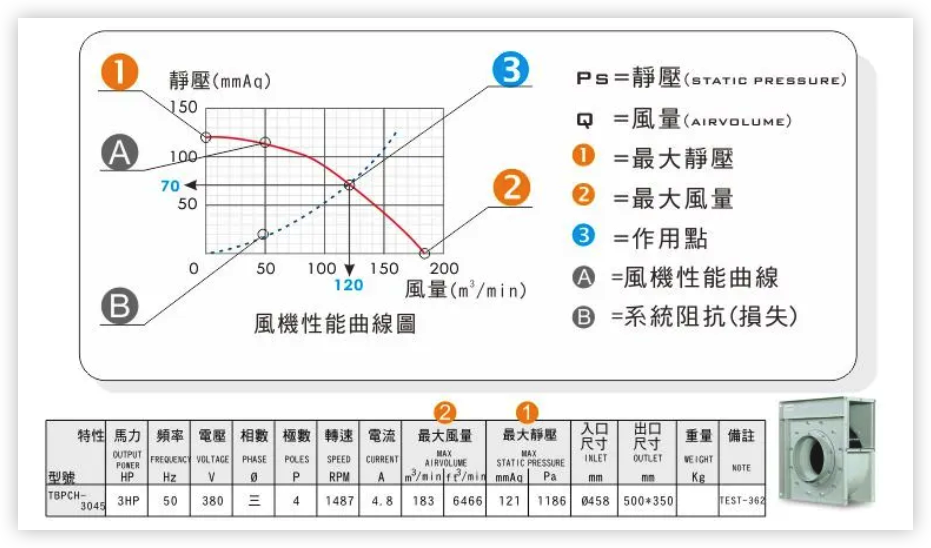 1
靜壓(mmAq)
3
Ps=靜壓(STATIC PRESSURE)
150
Q =風量(AIRVOLUME)
A
100
1 =最大靜壓
70
2
2 =最大風量
50
3 =作用點
0 50 100 150 200
A =風機性能曲線
120
風量(m³/min)
B
B =系統阻抗(損失)
風機性能曲線圖
2 1
特性 馬力 頻率 電壓 相數 極數 轉速 電流 最大風量 最大靜壓 入口尺寸 出口尺寸 重量 備註
OUTPUT POWER FREQUENCY VOLTAGE PHASE POLES SPEED CURRENT MAX AIRVOLUME MAX STATIC PRESSURE INLET OUTLET WEIGHT NOTE
型號 HP Hz V Ø P RPM A m³/min ft³/min mmAq Pa mm mm Kg
TBPCH-3045 3HP 50 380 三 4 1487 4.8 183 6466 121 1186 Ø458 500*350 TEST-362